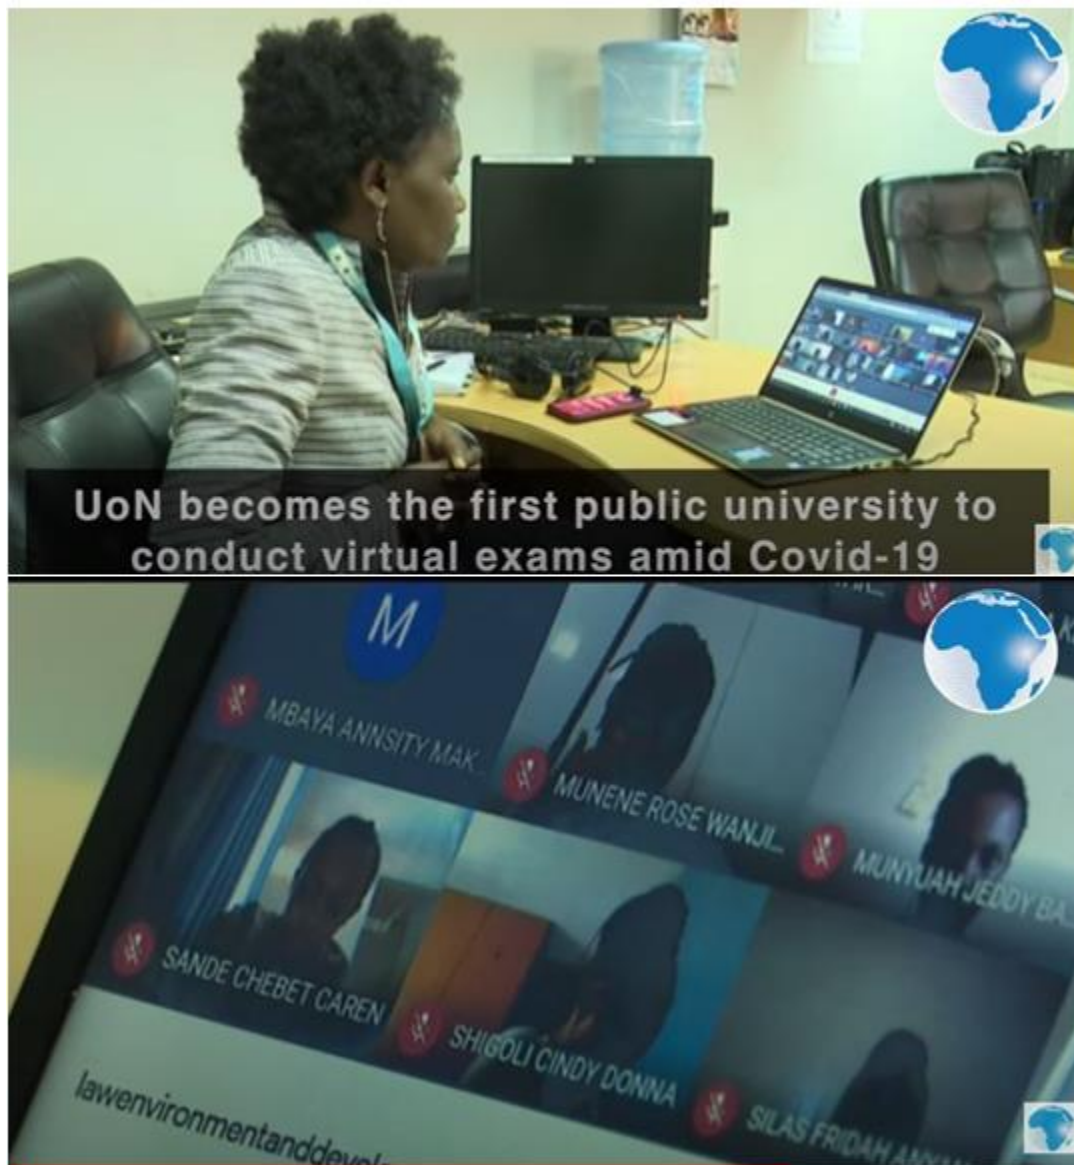 UoN becomes the first public university to
conduct virtual exams amid Covid-19
M
MBAYA ANNSITY MAK...
MUNENE ROSE WANJI...
MUNYUAH JEDDY BA
SANDE CHEBET CAREN
SHIGOLI CINDY DONNA
SILAS FRIDAH
lawenvironmentanddevel